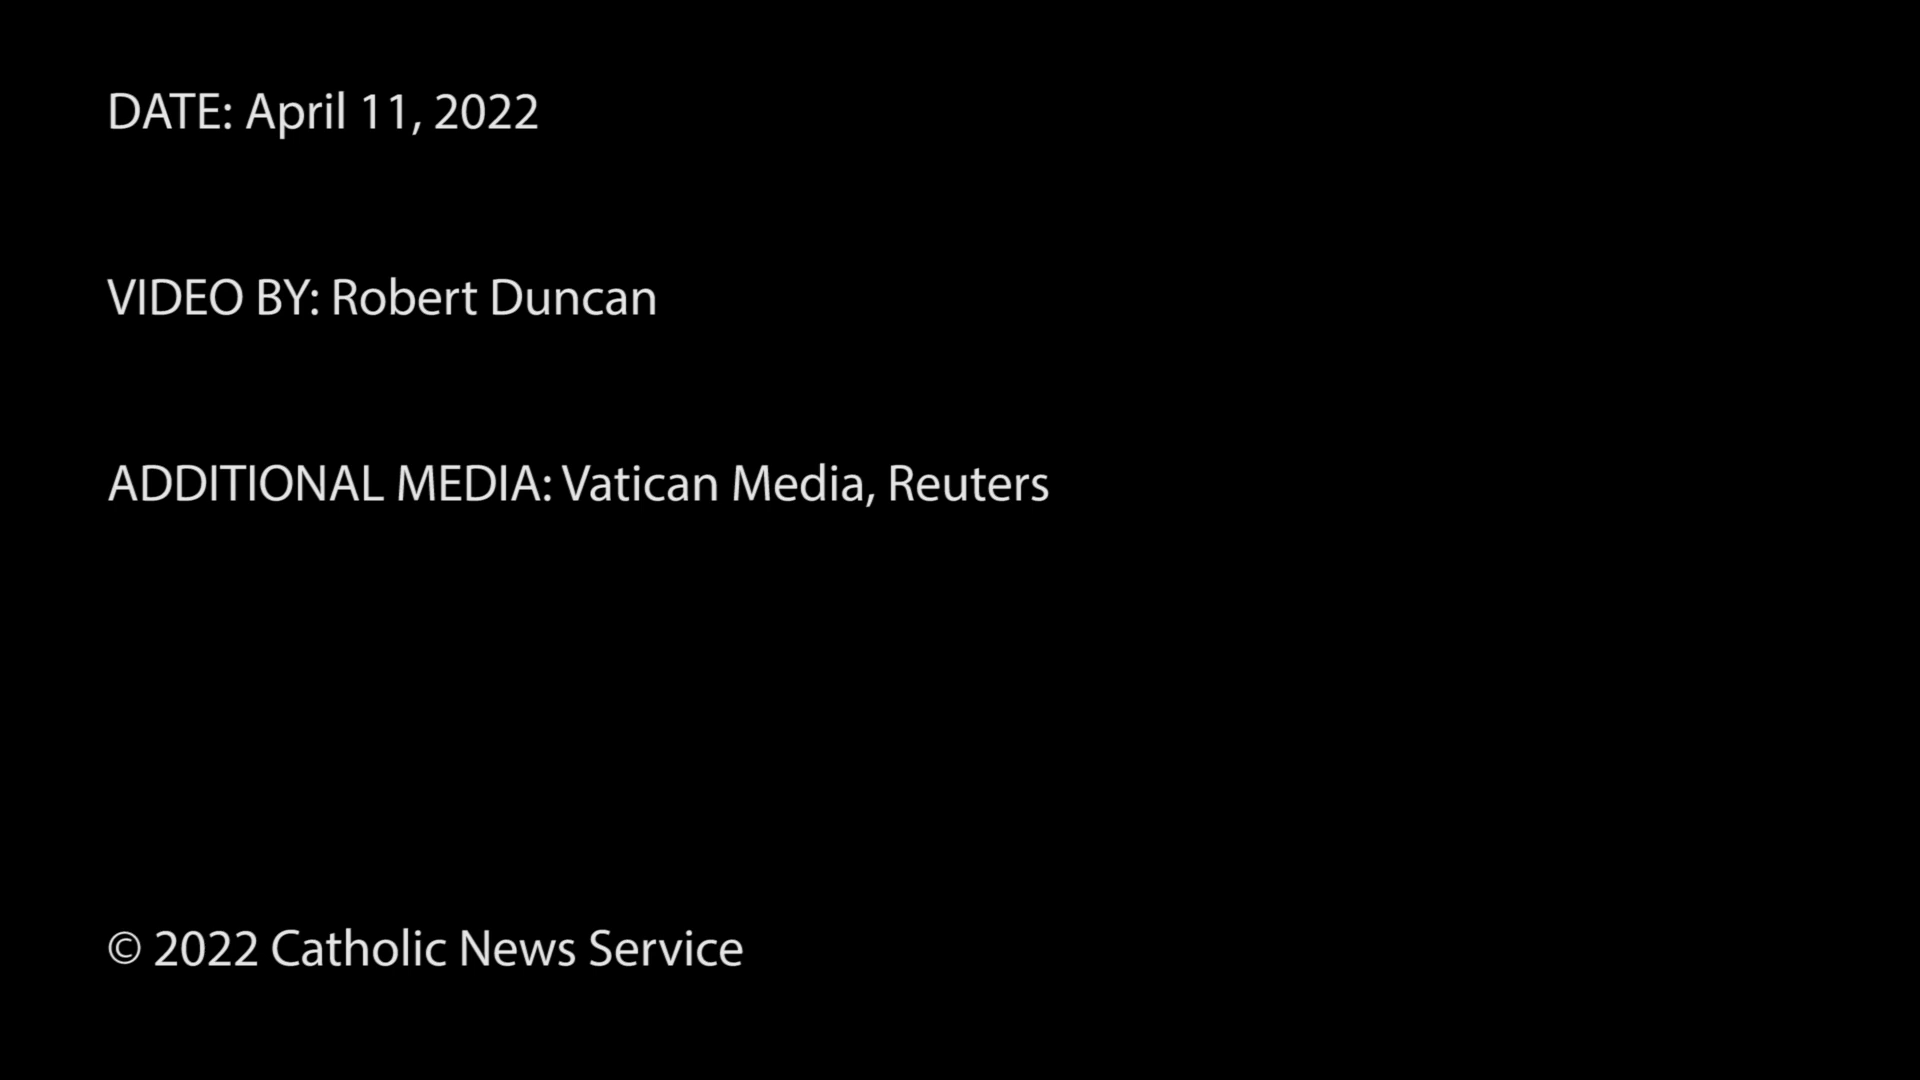 DATE: April 11, 2022
VIDEO BY: Robert Duncan
ADDITIONAL MEDIA: Vatican Media, Reuters
© 2022 Catholic News Service